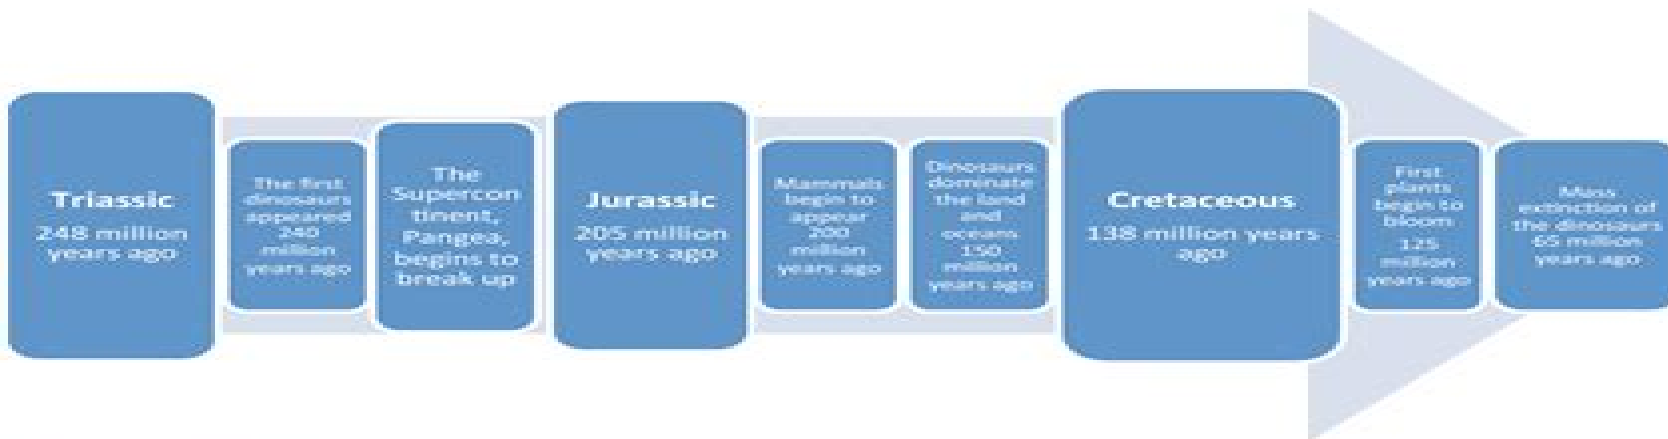 Triassic
248 million
years ago
The first
dinosaurs
appeared
240
million
years ago
The
Supercon
tinent,
Pangea,
begins to
break up
Jurassic
205 million
years ago
Mammals
begin to
appear
200
million
years ago
Dinosaurs
dominate
the land
and
oceans
150
million
years ago
Cretaceous
138 million years
ago
First
plants
begin to
bloom
125
million
years ago
Mass
extinction of
the dinosaurs
65 million
years ago